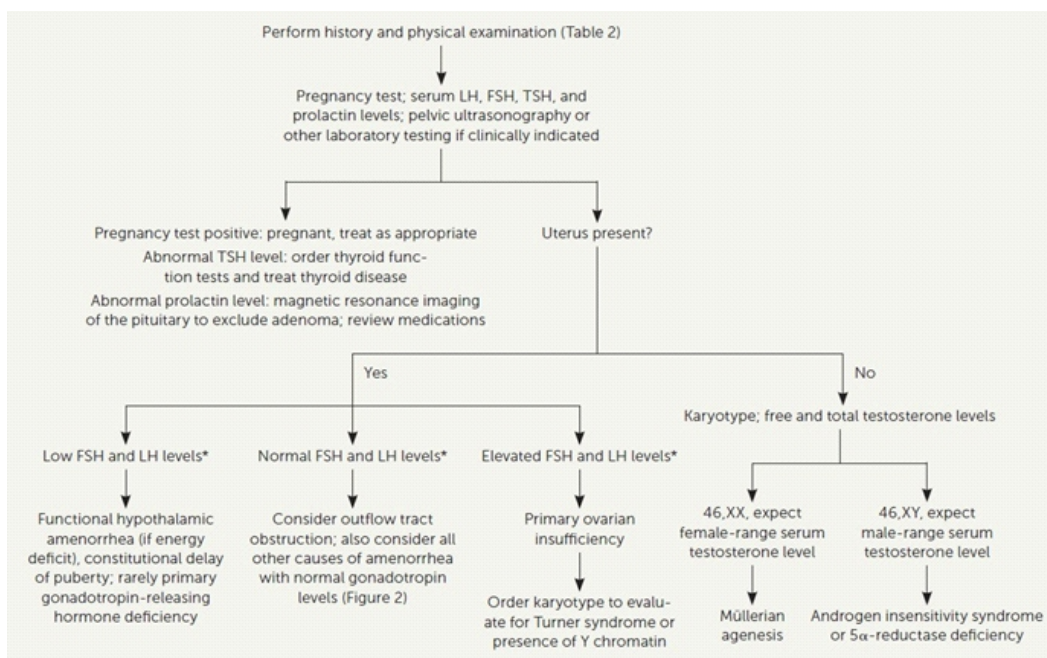 Perform history and physical examination (Table 2)
Pregnancy test; serum LH, FSH, TSH, and
prolactin levels; pelvic ultrasonography or
other laboratory testing if clinically indicated
Pregnancy test positive: pregnant, treat as appropriate
Abnormal TSH level: order thyroid func-
tion tests and treat thyroid disease
Abnormal prolactin level: magnetic resonance imaging
of the pituitary to exclude adenoma; review medications
Uterus present?
Yes
No
Low FSH and LH levels*
Functional hypothalamic
amenorrhea (if energy
deficit), constitutional delay
of puberty; rarely primary
gonadotropin-releasing
hormone deficiency
Normal FSH and LH levels*
Consider outflow tract
obstruction; also consider all
other causes of amenorrhea
with normal gonadotropin
levels (Figure 2)
Elevated FSH and LH levels*
Primary ovarian
insufficiency
Order karyotype to evalu-
ate for Turner syndrome or
presence of Y chromatin
Karyotype; free and total testosterone levels
46,XX, expect
female-range serum
testosterone level
Müllerian
agenesis
46,XY, expect
male-range serum
testosterone level
Androgen insensitivity syndrome
or 5α-reductase deficiency